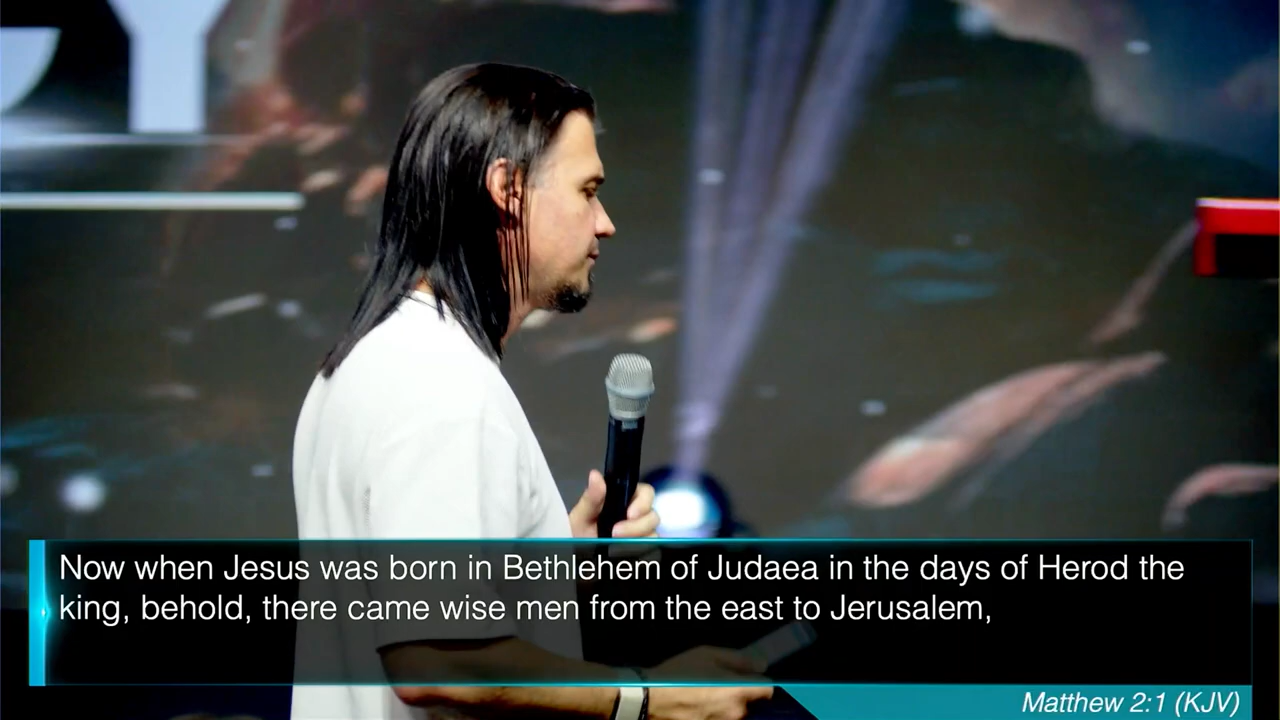 Now when Jesus was born in Bethlehem of Judaea in the days of Herod the
king, behold, there came wise men from the east to Jerusalem,
Matthew 2:1 (KJV)